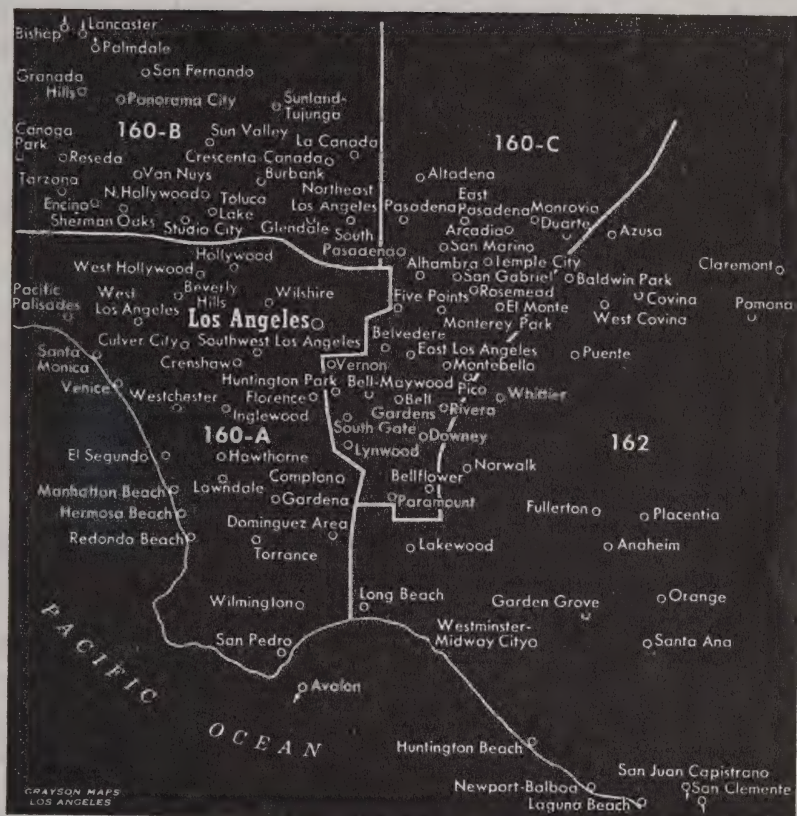 Lancaster
Bishop
Palmdale
Granada
Hills
San Fernando
Panorama City
Sunland-
Tujunga
Canoga
Park
160-B
Sun Valley
La Canada
160-C
Reseda
Crescenta Canada
Tarzana
Van Nuys
Burbank
Altadena
Encino
N. Hollywood
Toluca
Lake
Northeast
Los Angeles
Sherman Oaks
Studio City
Glendale
South
Pasadena
Pasadena
East
Pasadena
Monrovia
Duarte
Arcadia
Azusa
San Marino
Hollywood
West Hollywood
Alhambra
Temple City
San Gabriel
Baldwin Park
Claremont
Pacific
Palisades
West
Los Angeles
Beverly
Hills
Wilshire
Five Points
Rosemead
El Monte
Covina
West Covina
Pomona
Los Angeles
Monterey Park
Culver City
Southwest Los Angeles
Belvedere
East Los Angeles
Puente
Santa
Monica
Crenshaw
Vernon
Montebello
Venice
Westchester
Huntington Park
Florence
Bell-Maywood
Bell
Gardens
Pico
Rivera
Whittier
Inglewood
South Gate
160-A
Downey
162
Lynwood
El Segundo
Hawthorne
Norwalk
Lawndale
Compton
Bellflower
Manhattan Beach
Gardena
Paramount
Fullerton
Placentia
Hermosa Beach
Dominguez Area
Redondo Beach
Torrance
Lakewood
Anaheim
Wilmington
Long Beach
Garden Grove
Orange
San Pedro
Westminster-
Midway City
Santa Ana
PACIFIC
OCEAN
Avalon
Huntington Beach
San Juan Capistrano
Newport-Balboa
San Clemente
Laguna Beach
GRAYSON MAPS
LOS ANGELES